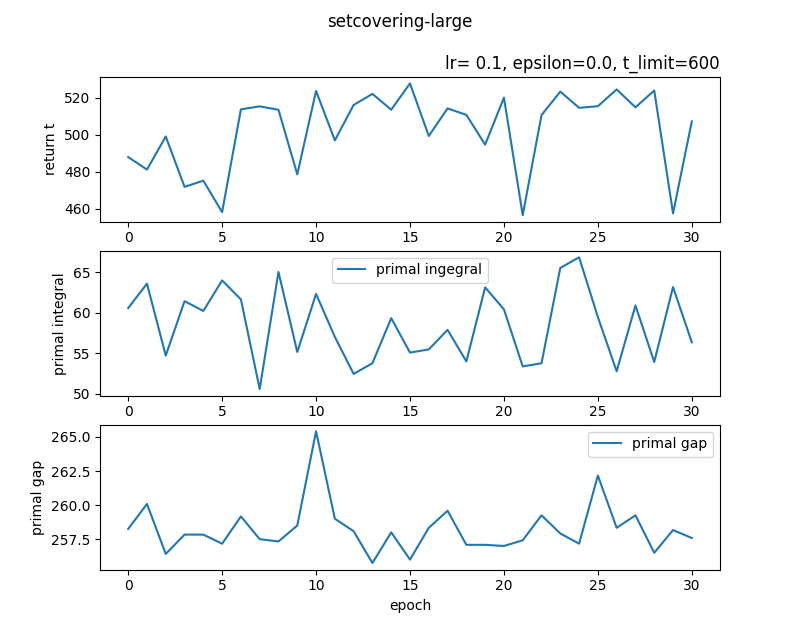 setcovering-large
lr= 0.1, epsilon=0.0, t_limit=600
return t
520
500
480
460
0 5 10 15 20 25 30
primal integral
primal ingegral
65
60
55
50
0 5 10 15 20 25 30
primal gap
primal gap
265.0
262.5
260.0
257.5
0 5 10 15 20 25 30
epoch